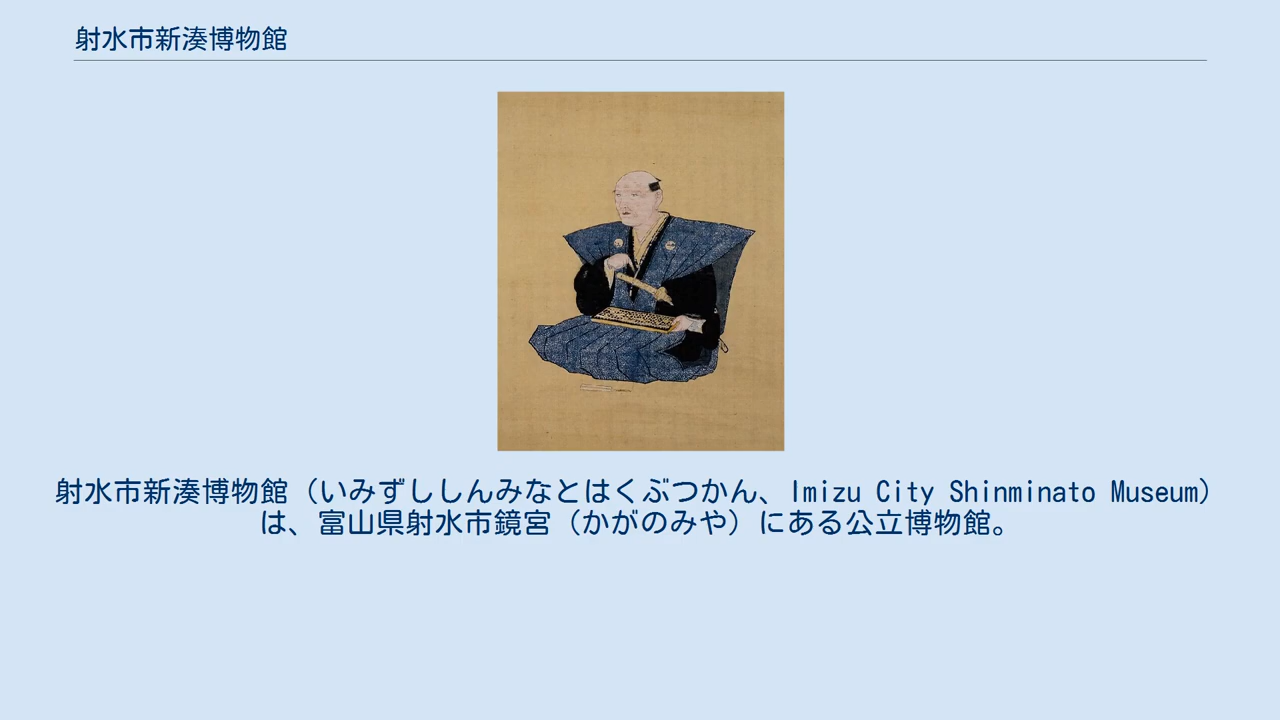 射水市新湊博物館
射水市新湊博物館（いみずししんみなとはくぶつかん、Imizu City Shinminato Museum）
は、富山県射水市鏡宮（かがのみや）にある公立博物館。